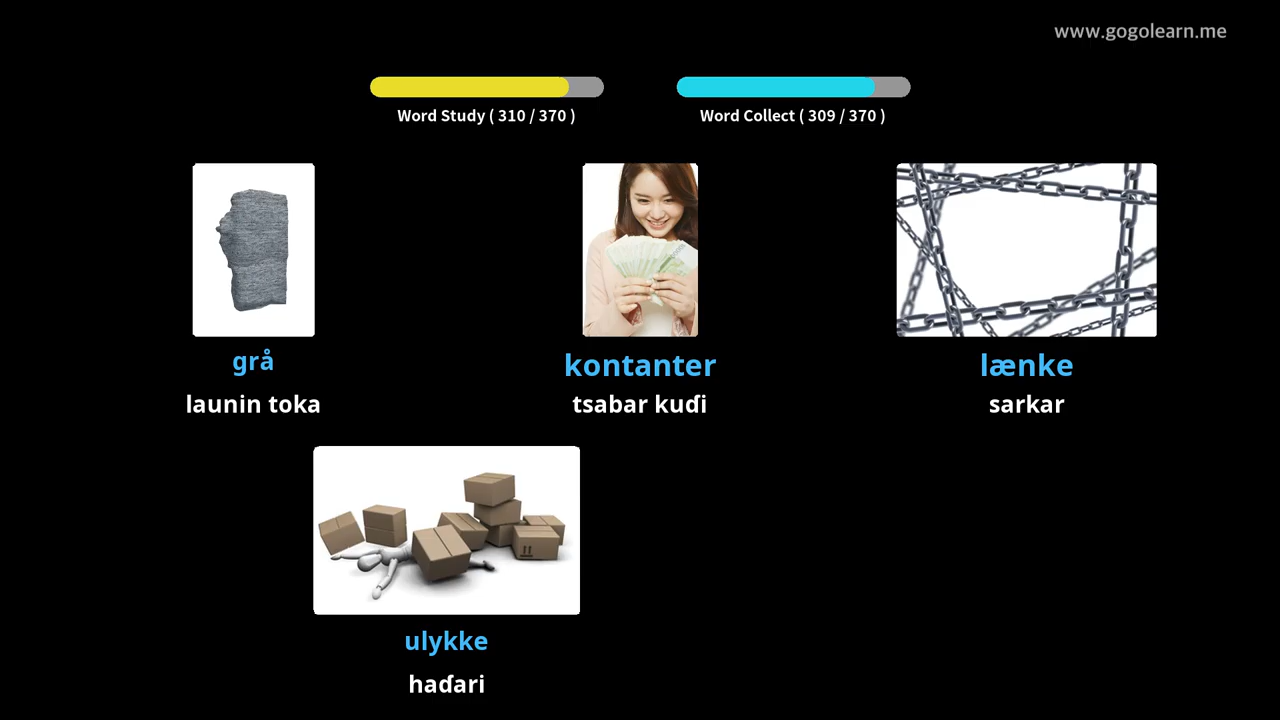 www.gogolearn.me
Word Study ( 310 / 370 )
Word Collect ( 309 / 370 )
grå
kontanter
lænke
launin toka
tsabar kuɗi
sarkar
ulykke
haɗari